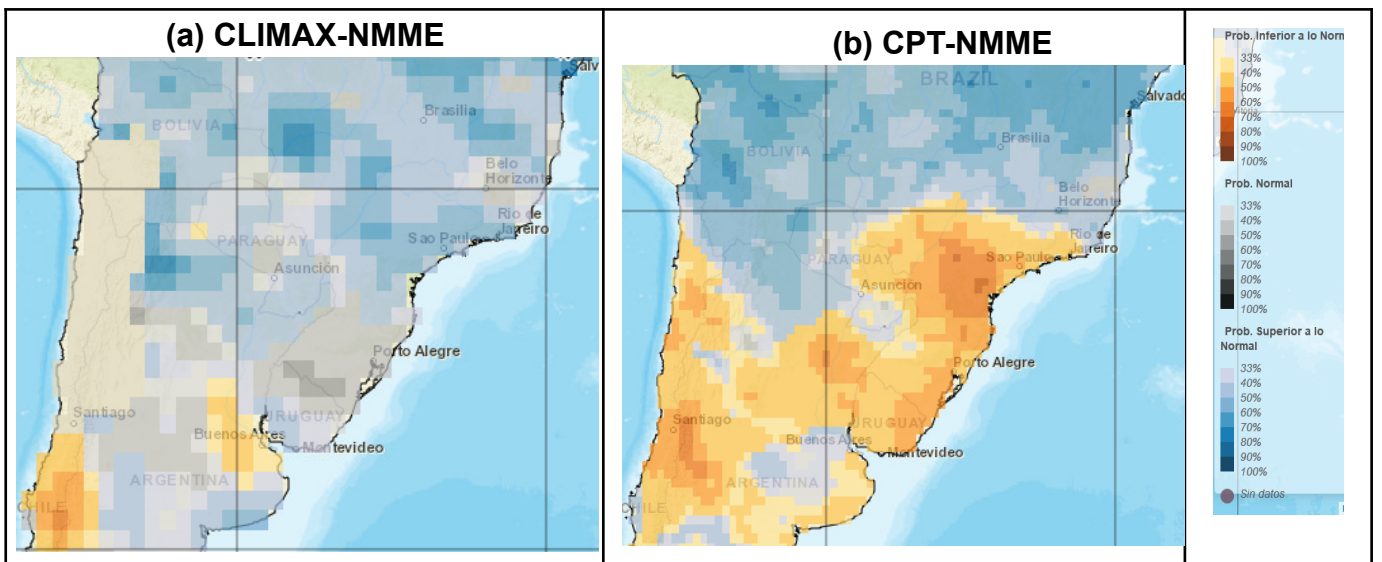 (a) CLIMAX-NMME
Salv
BOLIVIA
Brasilia
Belo
Horizonte
Rio de
Janeiro
PARAGUAY
Sao Paulo
Asunción
Porto Alegre
Santiago
URUGUAY
Buenos Aires
Montevideo
ARGENTINA
CHILE
(b) CPT-NMME
BRAZIL
Salvado
BOLIVIA
Brasilia
Belo
Horizonte
Rio de
Janeiro
PARAGUAY
Sao Paulo
Asunción
Porto Alegre
Santiago
URUGUAY
Buenos Aires
Montevideo
ARGENTINA
CHILE
Prob. Inferior a lo Norm
33%
40%
50%
60%
70%
80%
90%
100%
Prob. Normal
33%
40%
50%
60%
70%
80%
90%
100%
Prob. Superior a lo
Normal
33%
40%
50%
60%
70%
80%
90%
100%
Sin datos